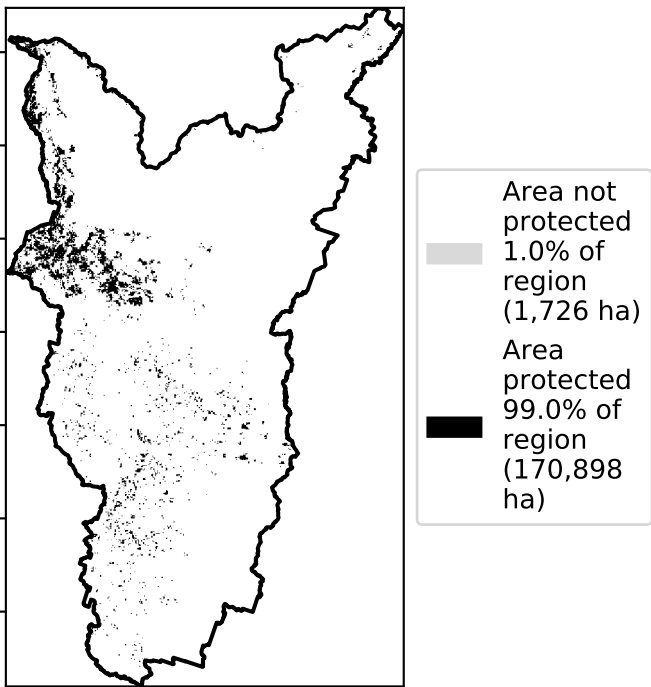 Area not
protected
1.0% of
region
(1,726 ha)
Area
protected
99.0% of
region
(170,898
ha)